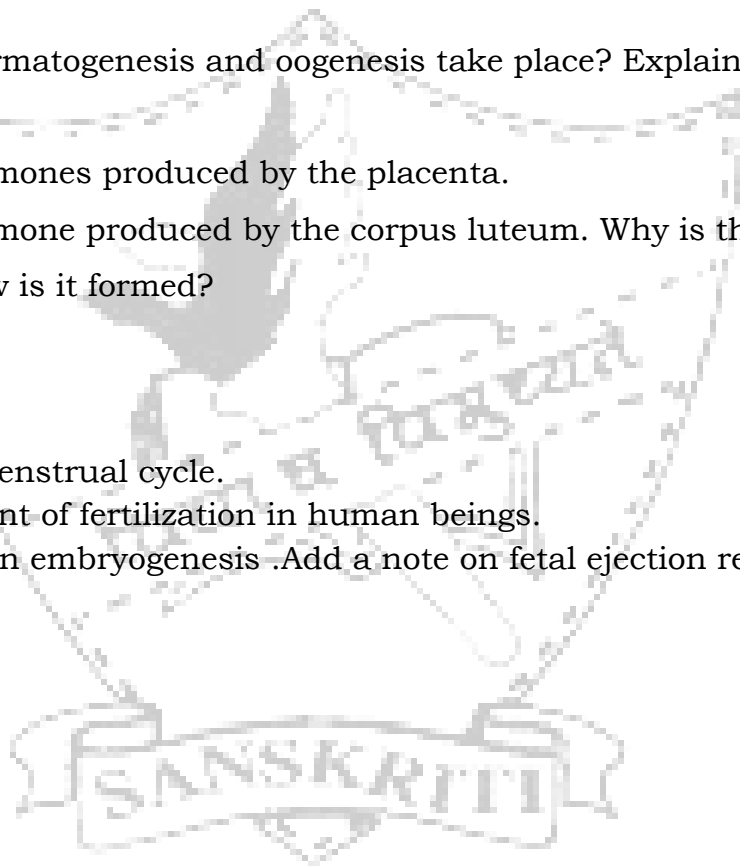 rmatogenesis and oogenesis take place? Explain
mones produced by the placenta.
mone produced by the corpus luteum. Why is th
w is it formed?
enstrual cycle.
nt of fertilization in human beings.
n embryogenesis .Add a note on fetal ejection re
SANSKRITI